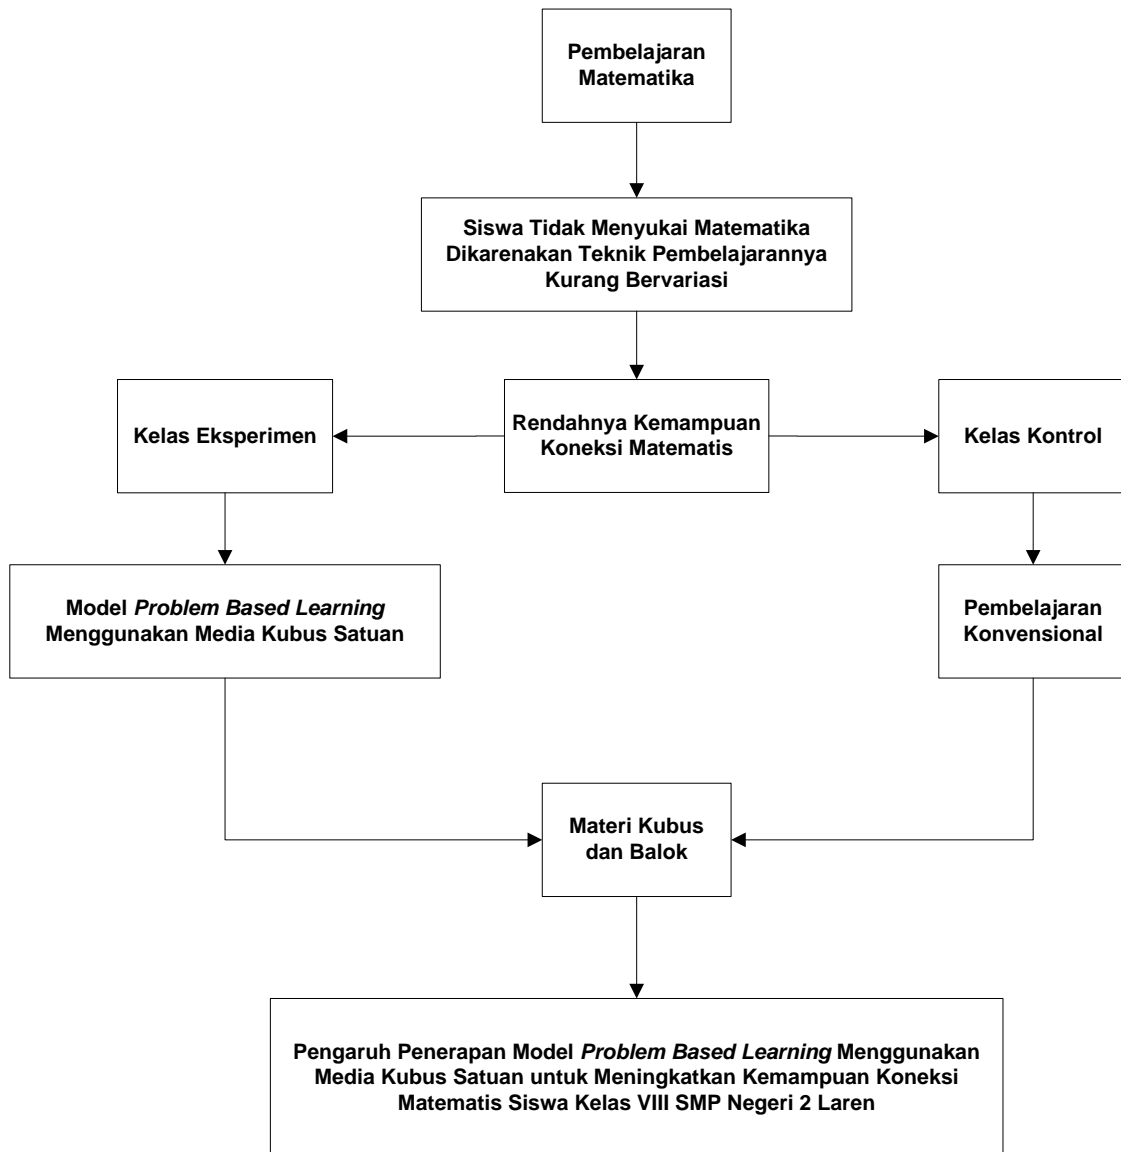 Pembelajaran
Matematika
Siswa Tidak Menyukai Matematika
Dikarenakan Teknik Pembelajarannya
Kurang Bervariasi
Kelas Eksperimen
Rendahnya Kemampuan
Koneksi Matematis
Kelas Kontrol
Model Problem Based Learning
Menggunakan Media Kubus Satuan
Pembelajaran
Konvensional
Materi Kubus
dan Balok
Pengaruh Penerapan Model Problem Based Learning Menggunakan
Media Kubus Satuan untuk Meningkatkan Kemampuan Koneksi
Matematis Siswa Kelas VIII SMP Negeri 2 Laren